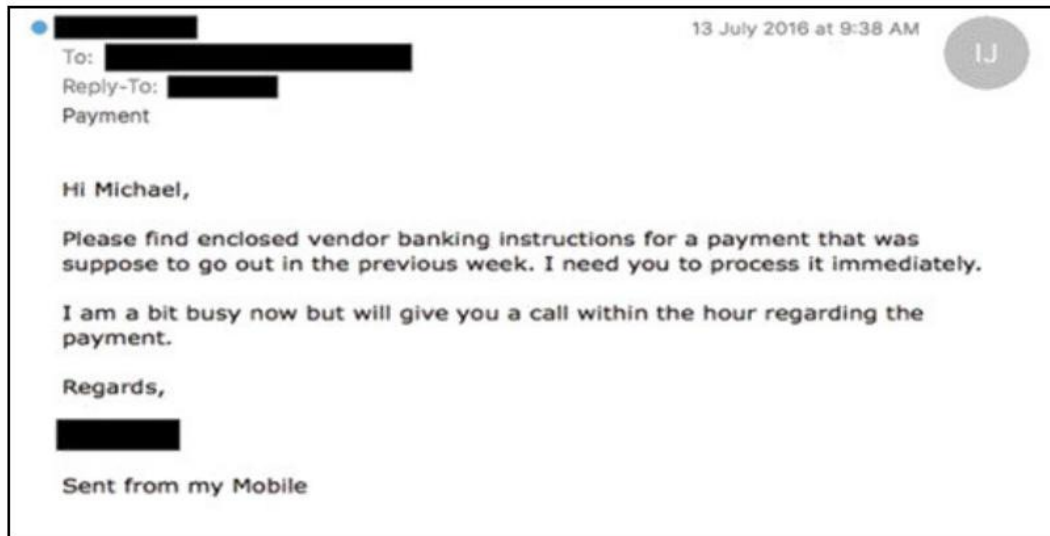 13 July 2016 at 9:38 AM
IJ
To:
Reply-To:
Payment
Hi Michael,
Please find enclosed vendor banking instructions for a payment that was
suppose to go out in the previous week. I need you to process it immediately.
I am a bit busy now but will give you a call within the hour regarding the
payment.
Regards,
Sent from my Mobile